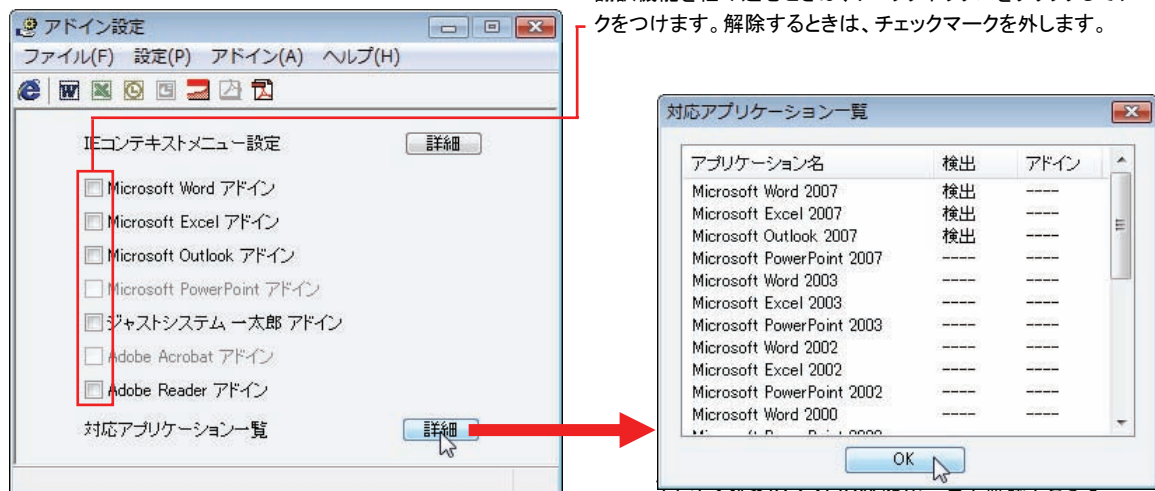 クをつけます。解除するときは、チェックマークを外します。
アドイン設定
ファイル(F) 設定(P) アドイン(A) ヘルプ(H)
IEコンテキストメニュー設定 詳細
Microsoft Word アドイン
Microsoft Excel アドイン
Microsoft Outlook アドイン
Microsoft PowerPoint アドイン
ジャストシステム 一太郎 アドイン
Adobe Acrobat アドイン
Adobe Reader アドイン
対応アプリケーション一覧 詳細
対応アプリケーション一覧
アプリケーション名 検出 アドイン
Microsoft Word 2007 検出 ----
Microsoft Excel 2007 検出 ----
Microsoft Outlook 2007 検出 ----
Microsoft PowerPoint 2007 ---- ----
Microsoft Word 2003 ---- ----
Microsoft Excel 2003 ---- ----
Microsoft PowerPoint 2003 ---- ----
Microsoft Word 2002 ---- ----
Microsoft Excel 2002 ---- ----
Microsoft PowerPoint 2002 ---- ----
Microsoft Word 2000 ---- ----
OK